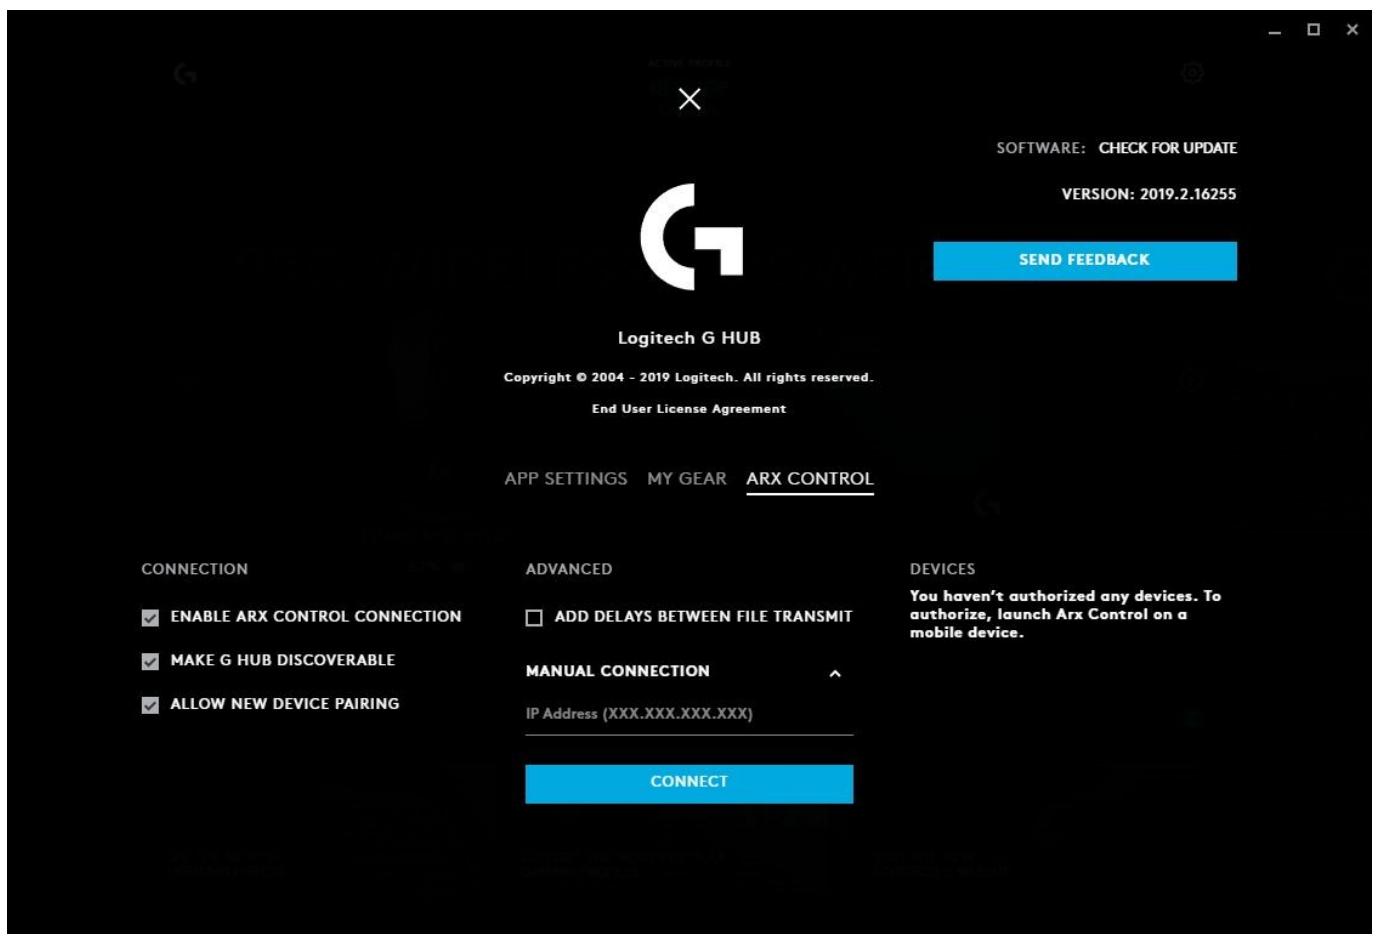 SOFTWARE: CHECK FOR UPDATE
VERSION: 2019.2.16255
SEND FEEDBACK
Logitech G HUB
Copyright © 2004 - 2019 Logitech. All rights reserved.
End User License Agreement
APP SETTINGS MY GEAR ARX CONTROL
CONNECTION
ENABLE ARX CONTROL CONNECTION
MAKE G HUB DISCOVERABLE
ALLOW NEW DEVICE PAIRING
ADVANCED
ADD DELAYS BETWEEN FILE TRANSMIT
MANUAL CONNECTION
IP Address (XXX.XXX.XXX.XXX)
CONNECT
DEVICES
You haven't authorized any devices. To
authorize, launch Arx Control on a
mobile device.